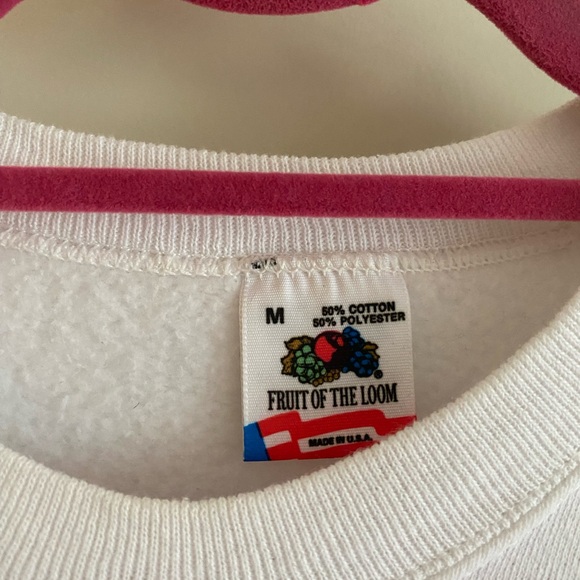 M
50% COTTON
50% POLYESTER
®
FRUIT OF THE LOOM
MADE IN U.S.A.